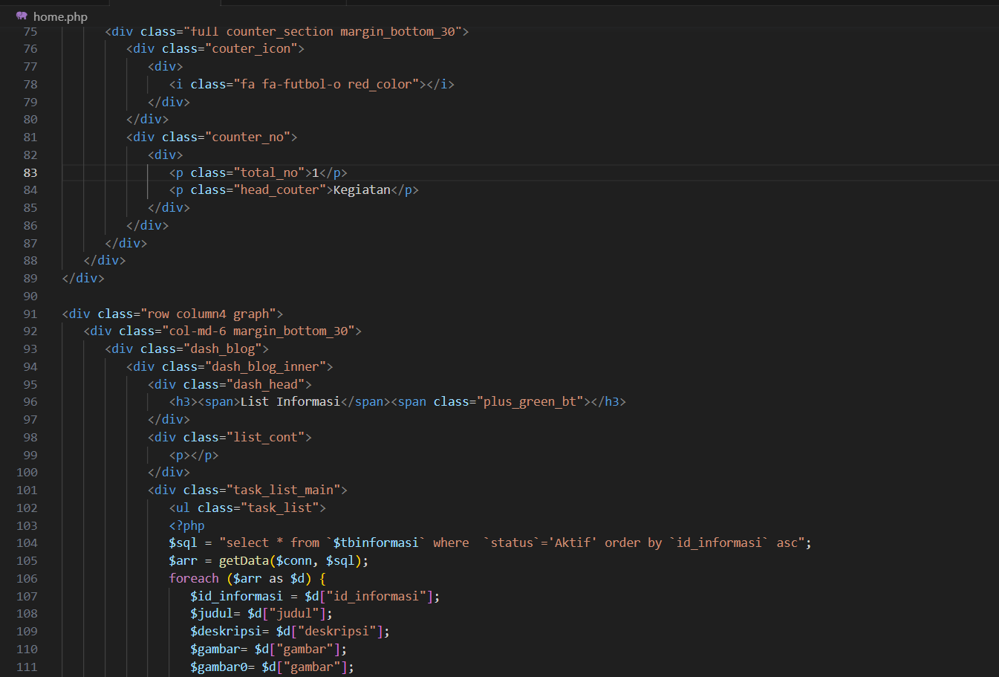 home.php
75 <div class="full counter_section margin_bottom_30">
76 <div class="couter_icon">
77 <div>
78 <i class="fa fa-futbol-o red_color"></i>
79 </div>
80 </div>
81 <div class="counter_no">
82 <div>
83 <p class="total_no">1</p>
84 <p class="head_couter">Kegiatan</p>
85 </div>
86 </div>
87 </div>
88 </div>
89 </div>
90
91 <div class="row column4 graph">
92 <div class="col-md-6 margin_bottom_30">
93 <div class="dash_blog">
94 <div class="dash_blog_inner">
95 <div class="dash_head">
96 <h3><span>List Informasi</span><span class="plus_green_bt"></h3>
97 </div>
98 <div class="list_cont">
99 <p></p>
100 </div>
101 <div class="task_list_main">
102 <ul class="task_list">
103 <?php
104 $sql = "select * from `$tbinformasi` where  `status`='Aktif' order by `id_informasi` asc";
105 $arr = getData($conn, $sql);
106 foreach ($arr as $d) {
107 $id_informasi = $d["id_informasi"];
108 $judul= $d["judul"];
109 $deskripsi= $d["deskripsi"];
110 $gambar= $d["gambar"];
111 $gambar0= $d["gambar"];